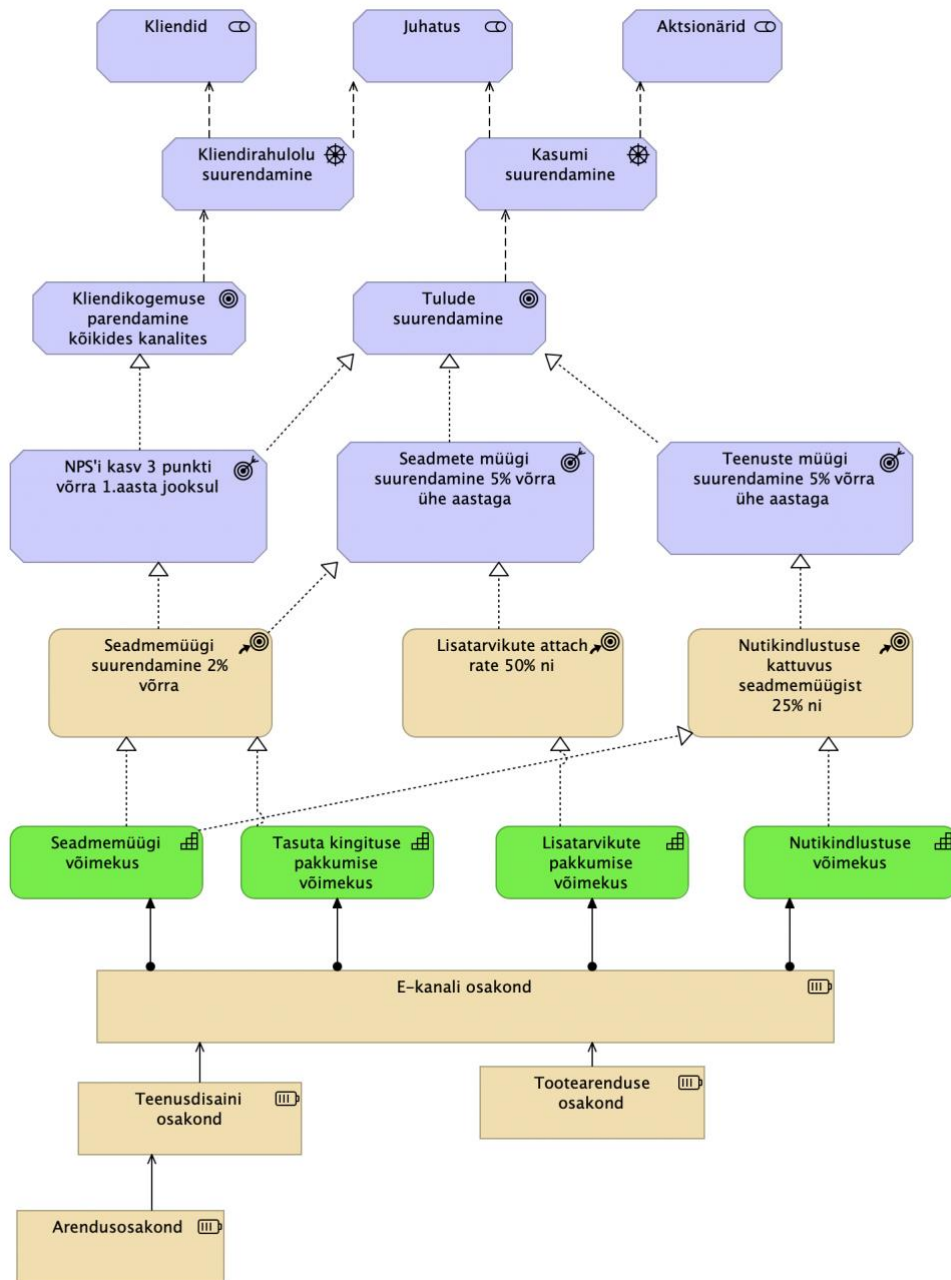 Kliendid
Juhatus
Aktsionärid
Kliendirahulolu
suurendamine
Kasumi
suurendamine
Kliendikogemuse
parendamine
kõikides kanalites
Tulude
suurendamine
NPS'i kasv 3 punkti
võrra 1.aasta jooksul
Seadmete müügi
suurendamine 5% võrra
ühe aastaga
Teenuste müügi
suurendamine 5% võrra
ühe aastaga
Seadmemüügi
suurendamine 2%
võrra
Lisatarvikute attach
rate 50% ni
Nutikindlustuse
kattuvus
seadmemüügist
25% ni
Seadmemüügi
võimekus
Tasuta kingituse
pakkumise
võimekus
Lisatarvikute
pakkumise
võimekus
Nutikindlustuse
võimekus
E-kanali osakond
Teenusdisaini
osakond
Tootearenduse
osakond
Arendusosakond